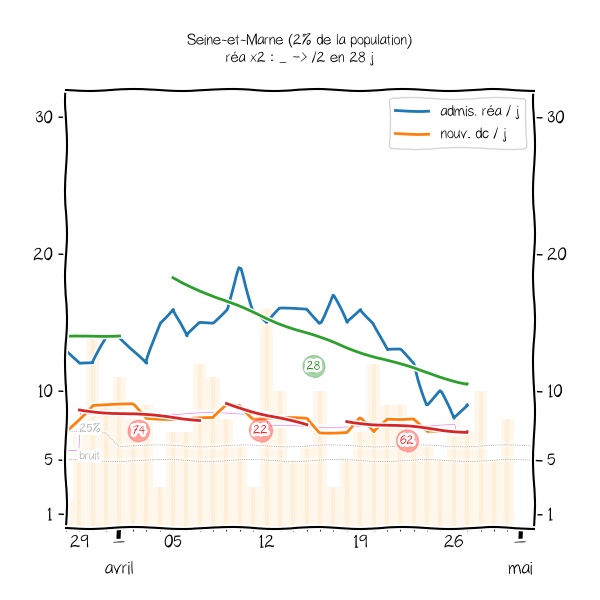 Seine-et-Marne (2% de la population)
réa x2 : _ -> /2 en 28 j
admis. réa / j
nouv. dc / j
30 30
20 20
10 10
5 5
1 1
28
74 22 62
25%
bruit
29 05 12 19 26
avril mai